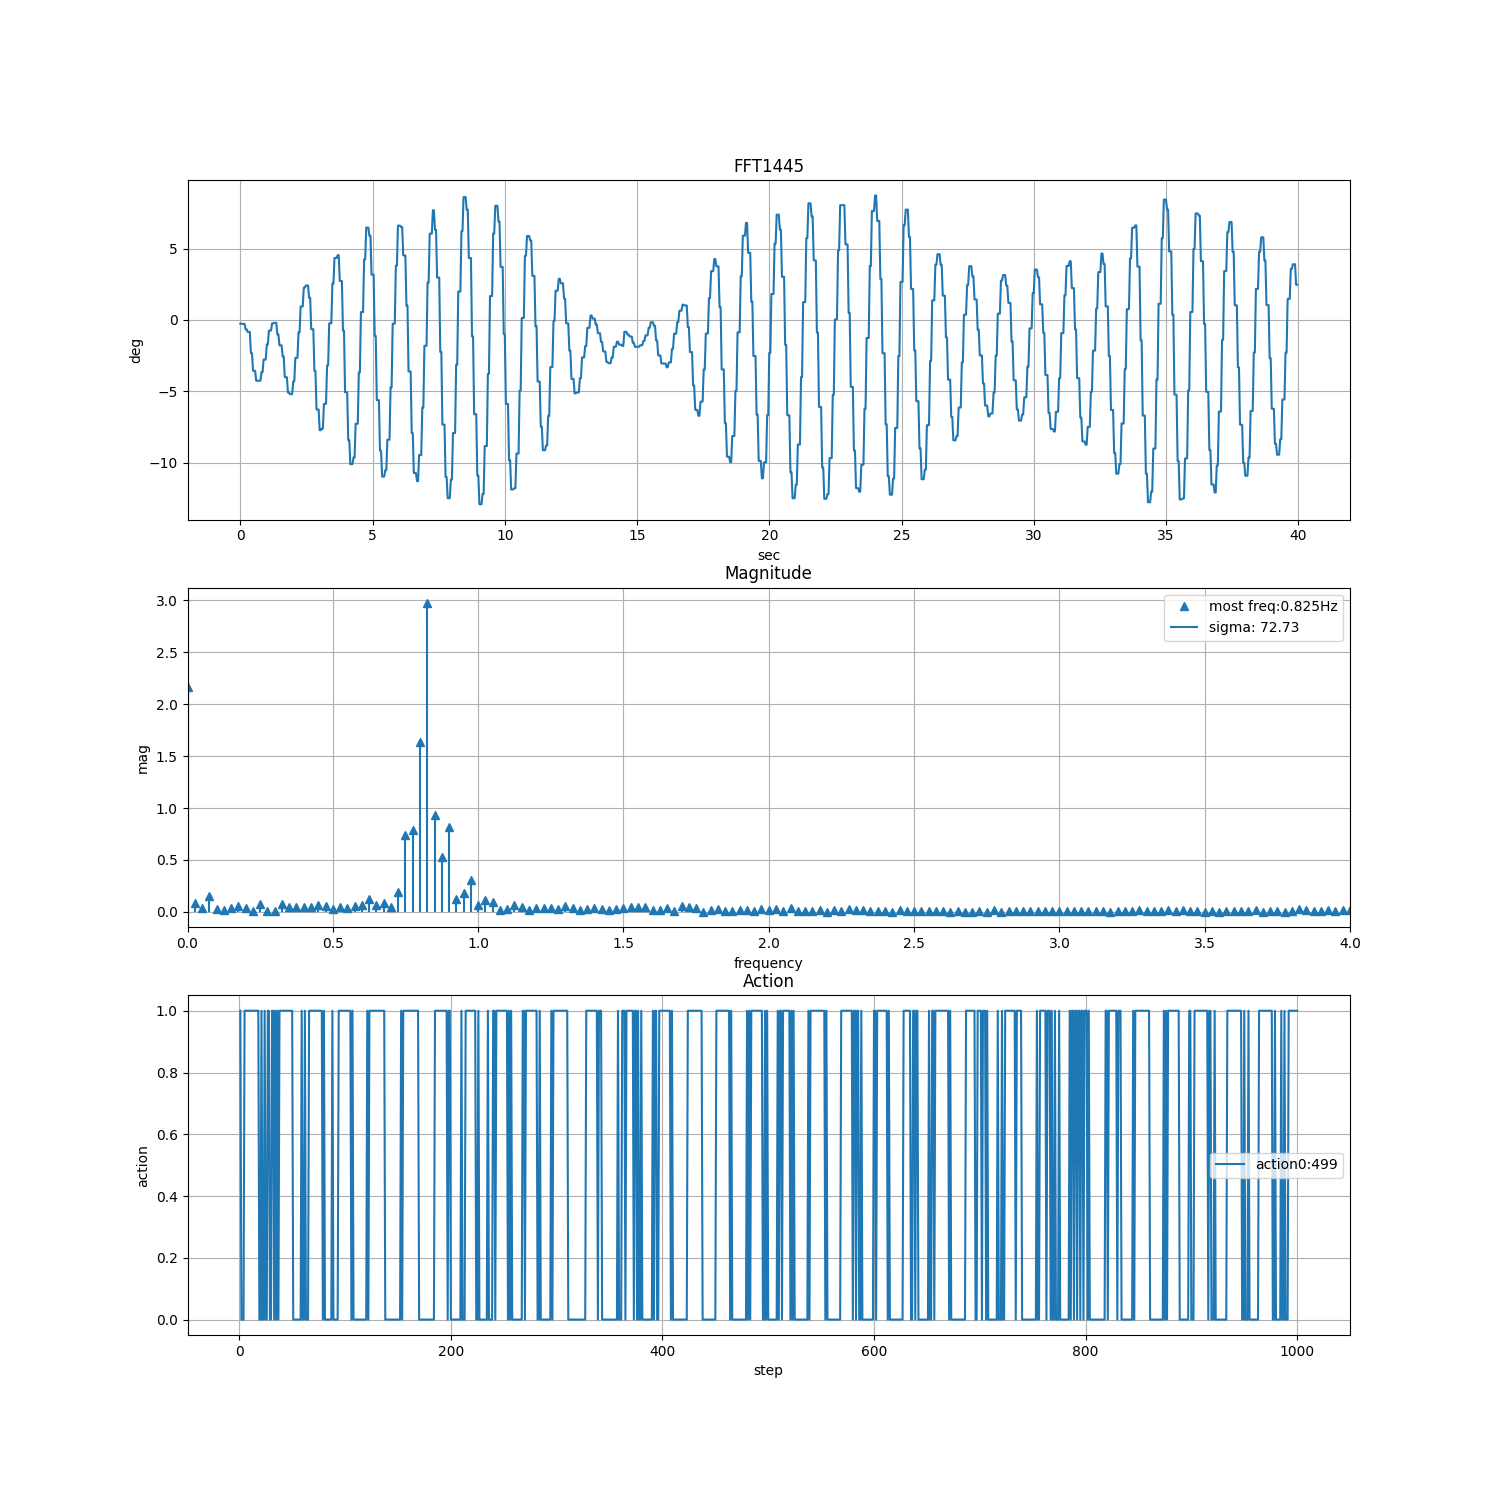 FFT1445
deg
5
0
−5
−10
0 5 10 15 20 25 30 35 40
sec
Magnitude
mag
3.0
2.5
2.0
1.5
1.0
0.5
0.0
most freq:0.825Hz
sigma: 72.73
0.0 0.5 1.0 1.5 2.0 2.5 3.0 3.5 4.0
frequency
Action
action
1.0
0.8
0.6
0.4
0.2
0.0
action0:499
0 200 400 600 800 1000
step